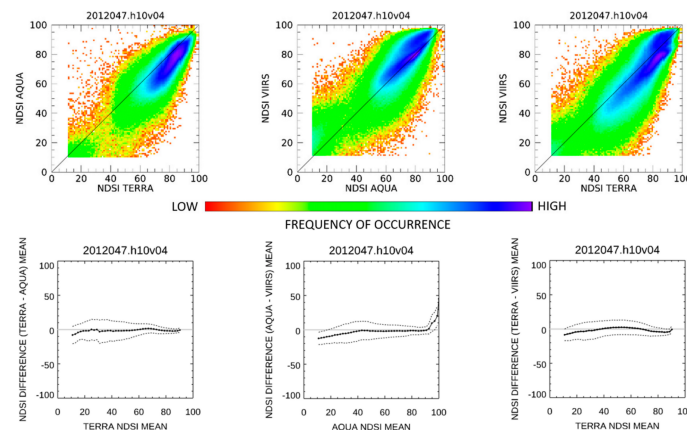 2012047.h10v04
2012047.h10v04
2012047.h10v04
100
80
60
40
20
0
NDSI AQUA
0 20 40 60 80 100
NDSI TERRA
100
80
60
40
20
0
NDSI VIIRS
0 20 40 60 80 100
NDSI AQUA
100
80
60
40
20
0
NDSI VIIRS
0 20 40 60 80 100
NDSI TERRA
LOW
HIGH
FREQUENCY OF OCCURRENCE
2012047.h10v04
2012047.h10v04
2012047.h10v04
100
50
0
-50
-100
NDSI DIFFERENCE (TERRA - AQUA) MEAN
0 20 40 60 80 100
TERRA NDSI MEAN
100
50
0
-50
-100
NDSI DIFFERENCE (AQUA - VIIRS) MEAN
0 20 40 60 80 100
AQUA NDSI MEAN
100
50
0
-50
-100
NDSI DIFFERENCE (TERRA - VIIRS) MEAN
0 20 40 60 80 100
TERRA NDSI MEAN